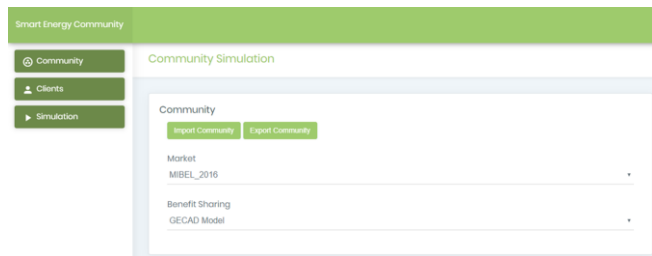 Smart Energy Community
Community
Clients
Simulation
Community Simulation
Community
Import Community Export Community
Market
MIBEL_2016
Benefit Sharing
GECAD Model